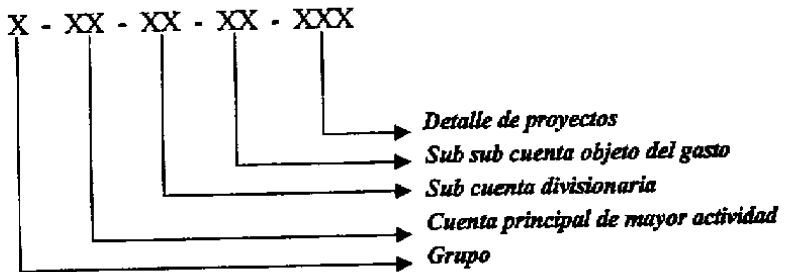 X - XX - XX - XX - XXX
Detalle de proyectos
Sub sub cuenta objeto del gasto
Sub cuenta divisionaria
Cuenta principal de mayor actividad
Grupo